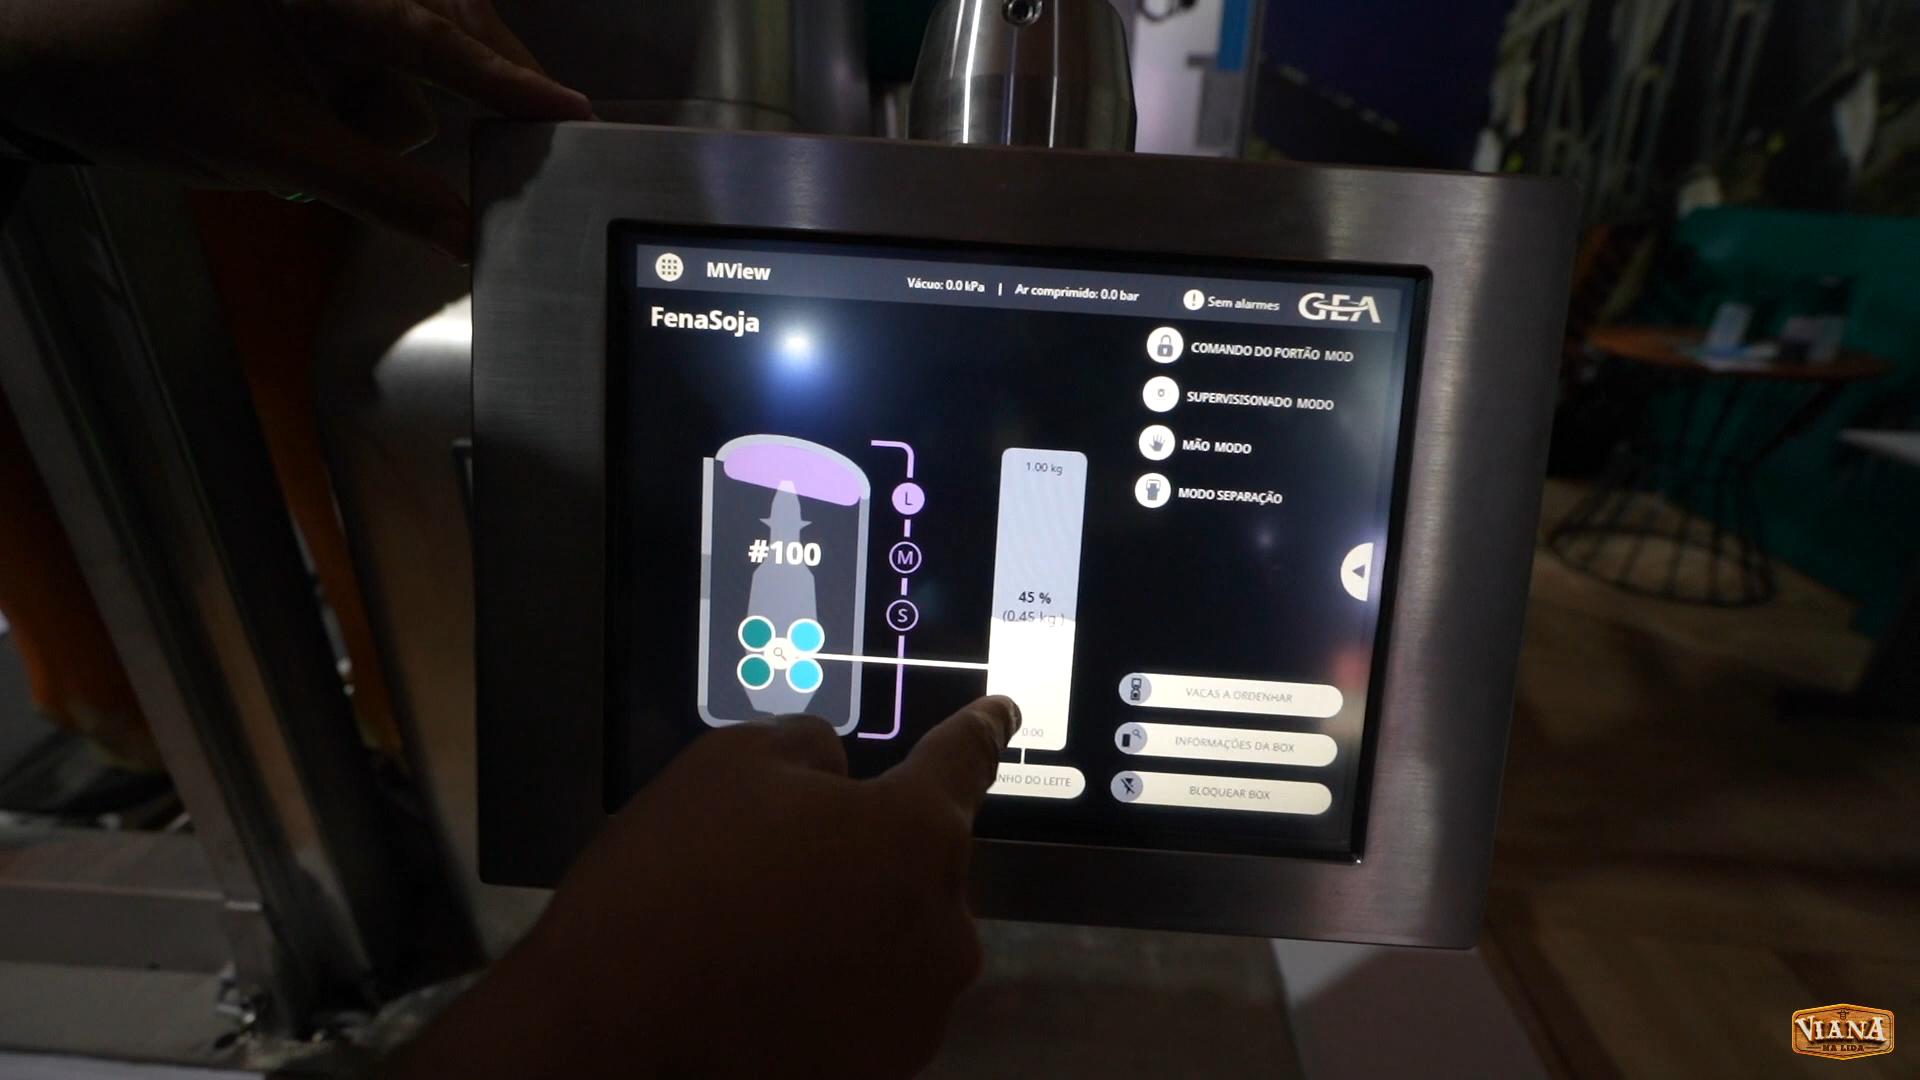 MView
Vácuo: 0.0 kPa | Ar comprimido: 0.0 bar
Sem alarmes
GEA
FenaSoja
COMANDO DO PORTÃO MOD
SUPERVISISONADO MODO
MÃO MODO
MODO SEPARAÇÃO
1.00 kg
L
#100
M
45 %
(0.45 kg )
S
0.00
NHO DO LEITE
VACAS A ORDENHAR
INFORMAÇÕES DA BOX
BLOQUEAR BOX
VIANA
NA LIDA